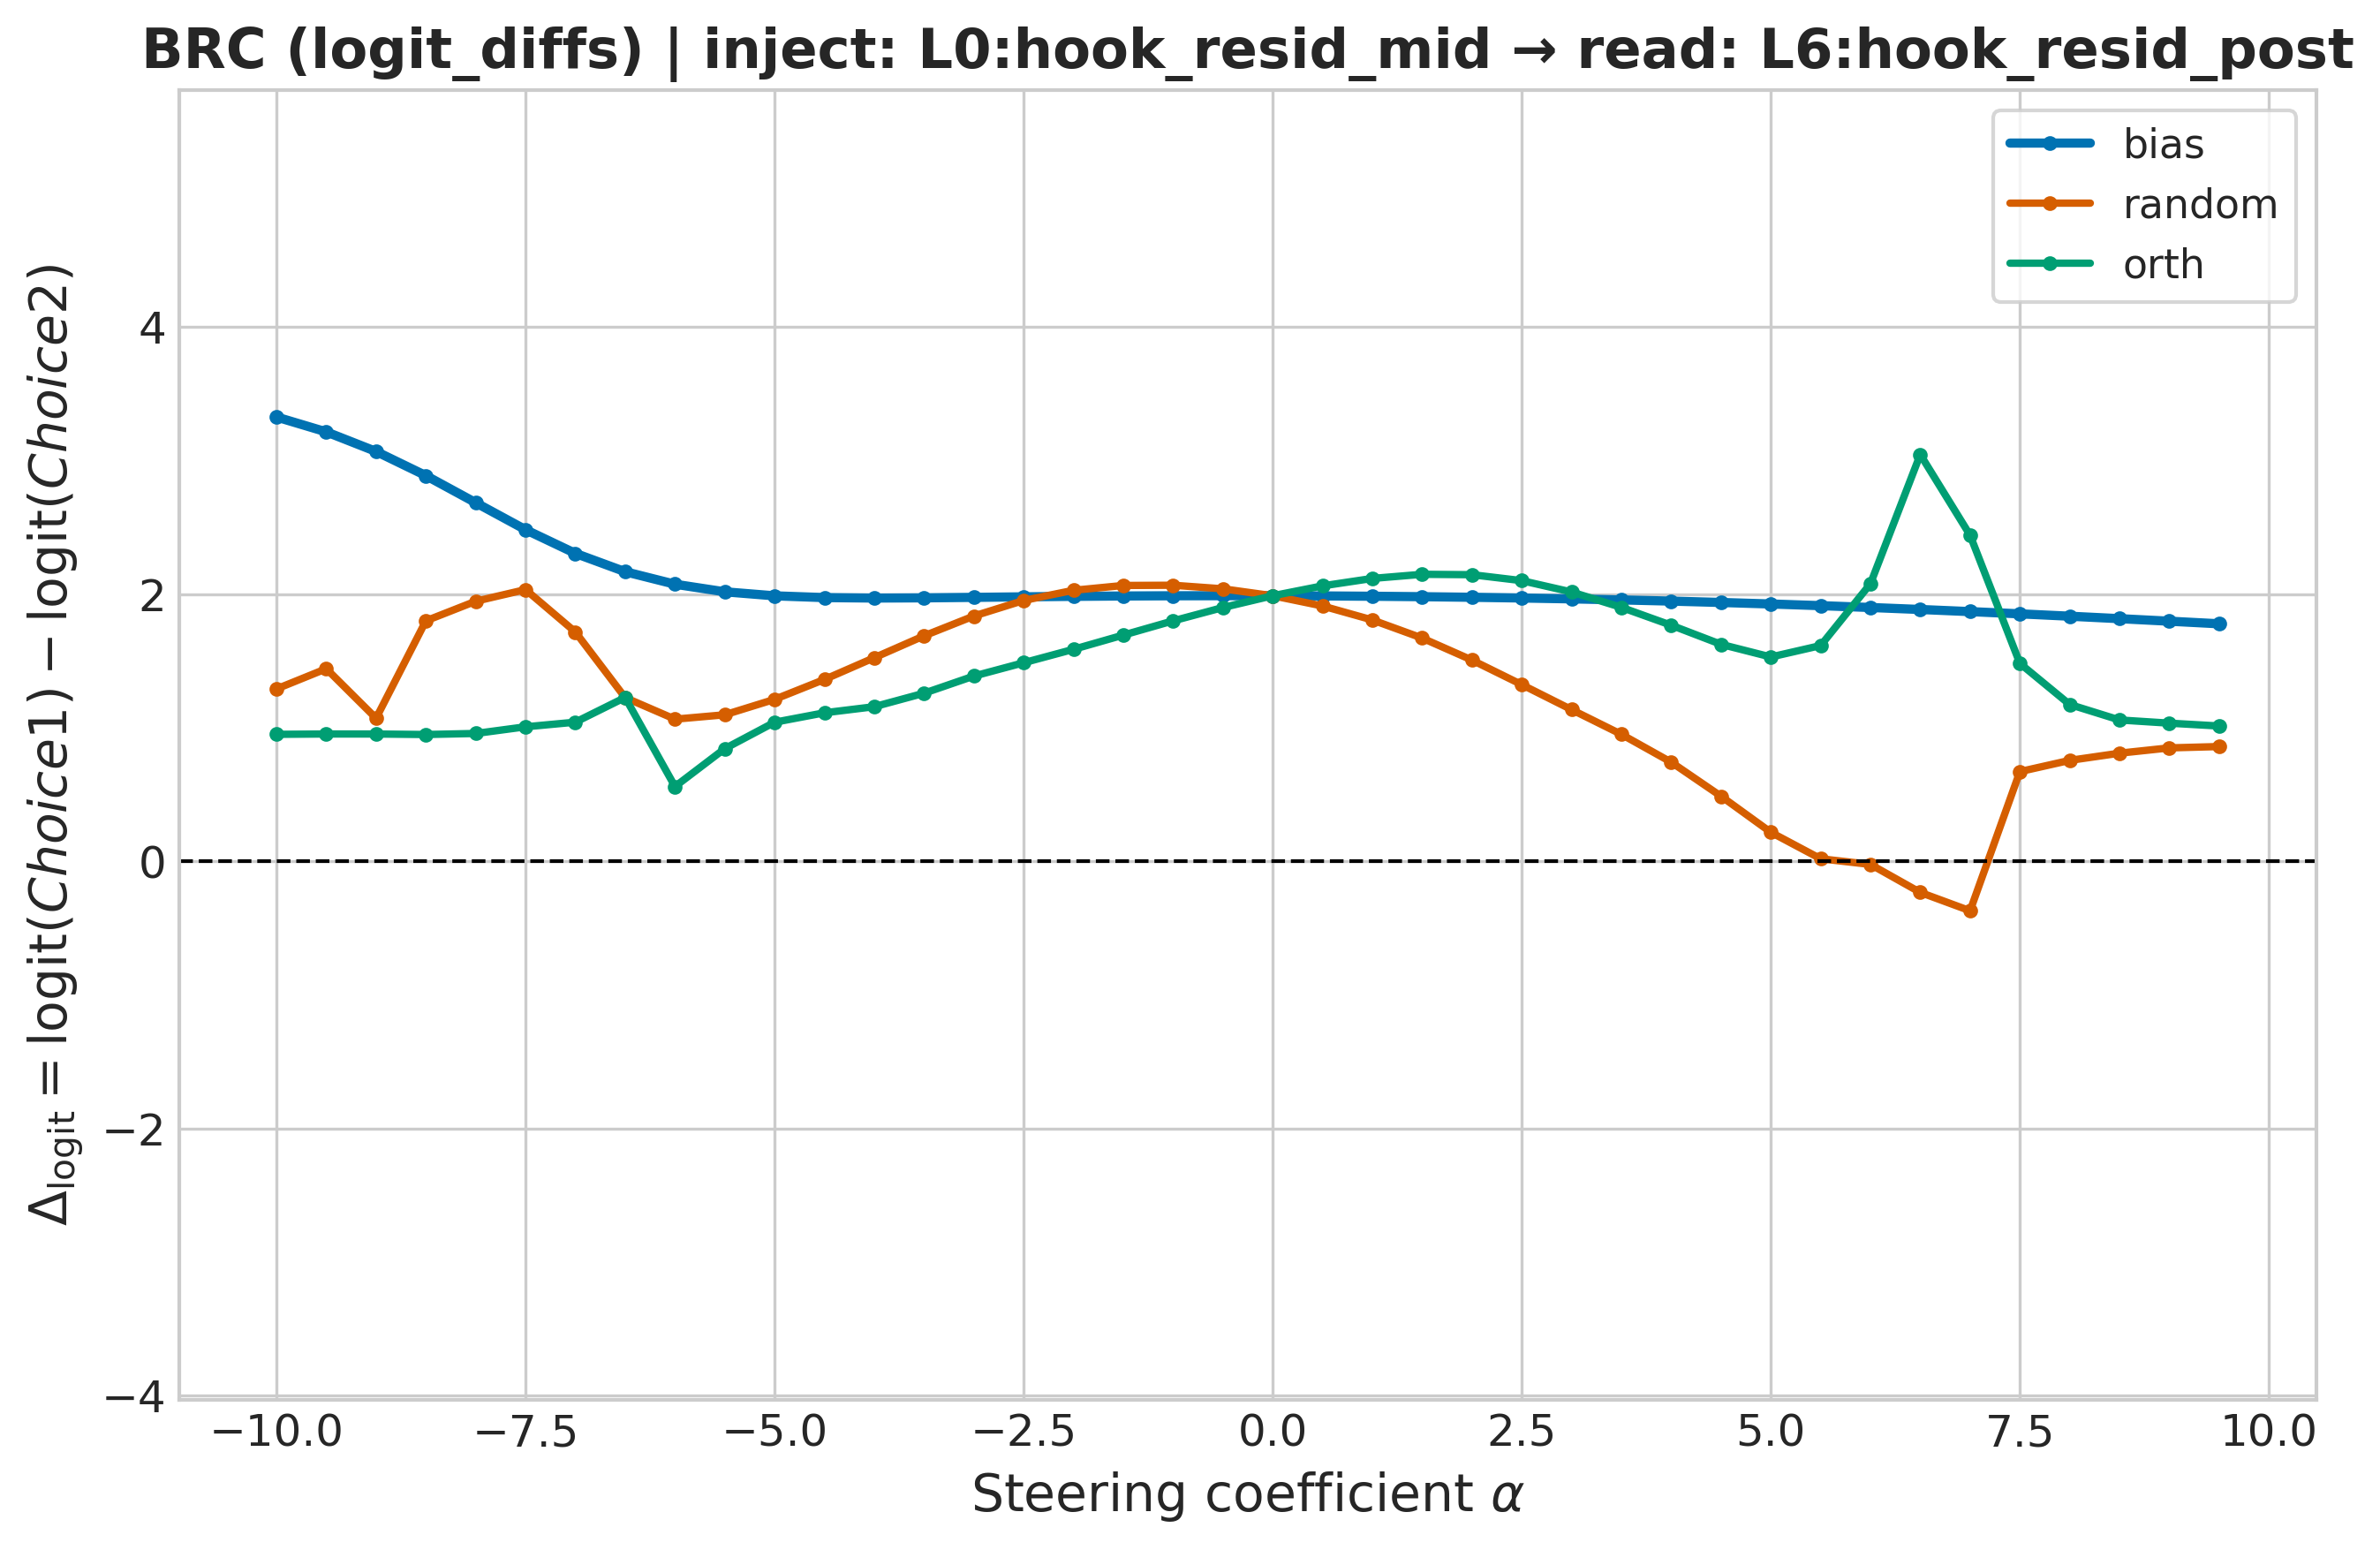 BRC (logit_diffs) | inject: L0:hook_resid_mid → read: L6:hook_resid_post
bias
random
orth
Δlogit = logit(Choice1) − logit(Choice2)
4
2
0
−2
−4
−10.0 −7.5 −5.0 −2.5 0.0 2.5 5.0 7.5 10.0
Steering coefficient α